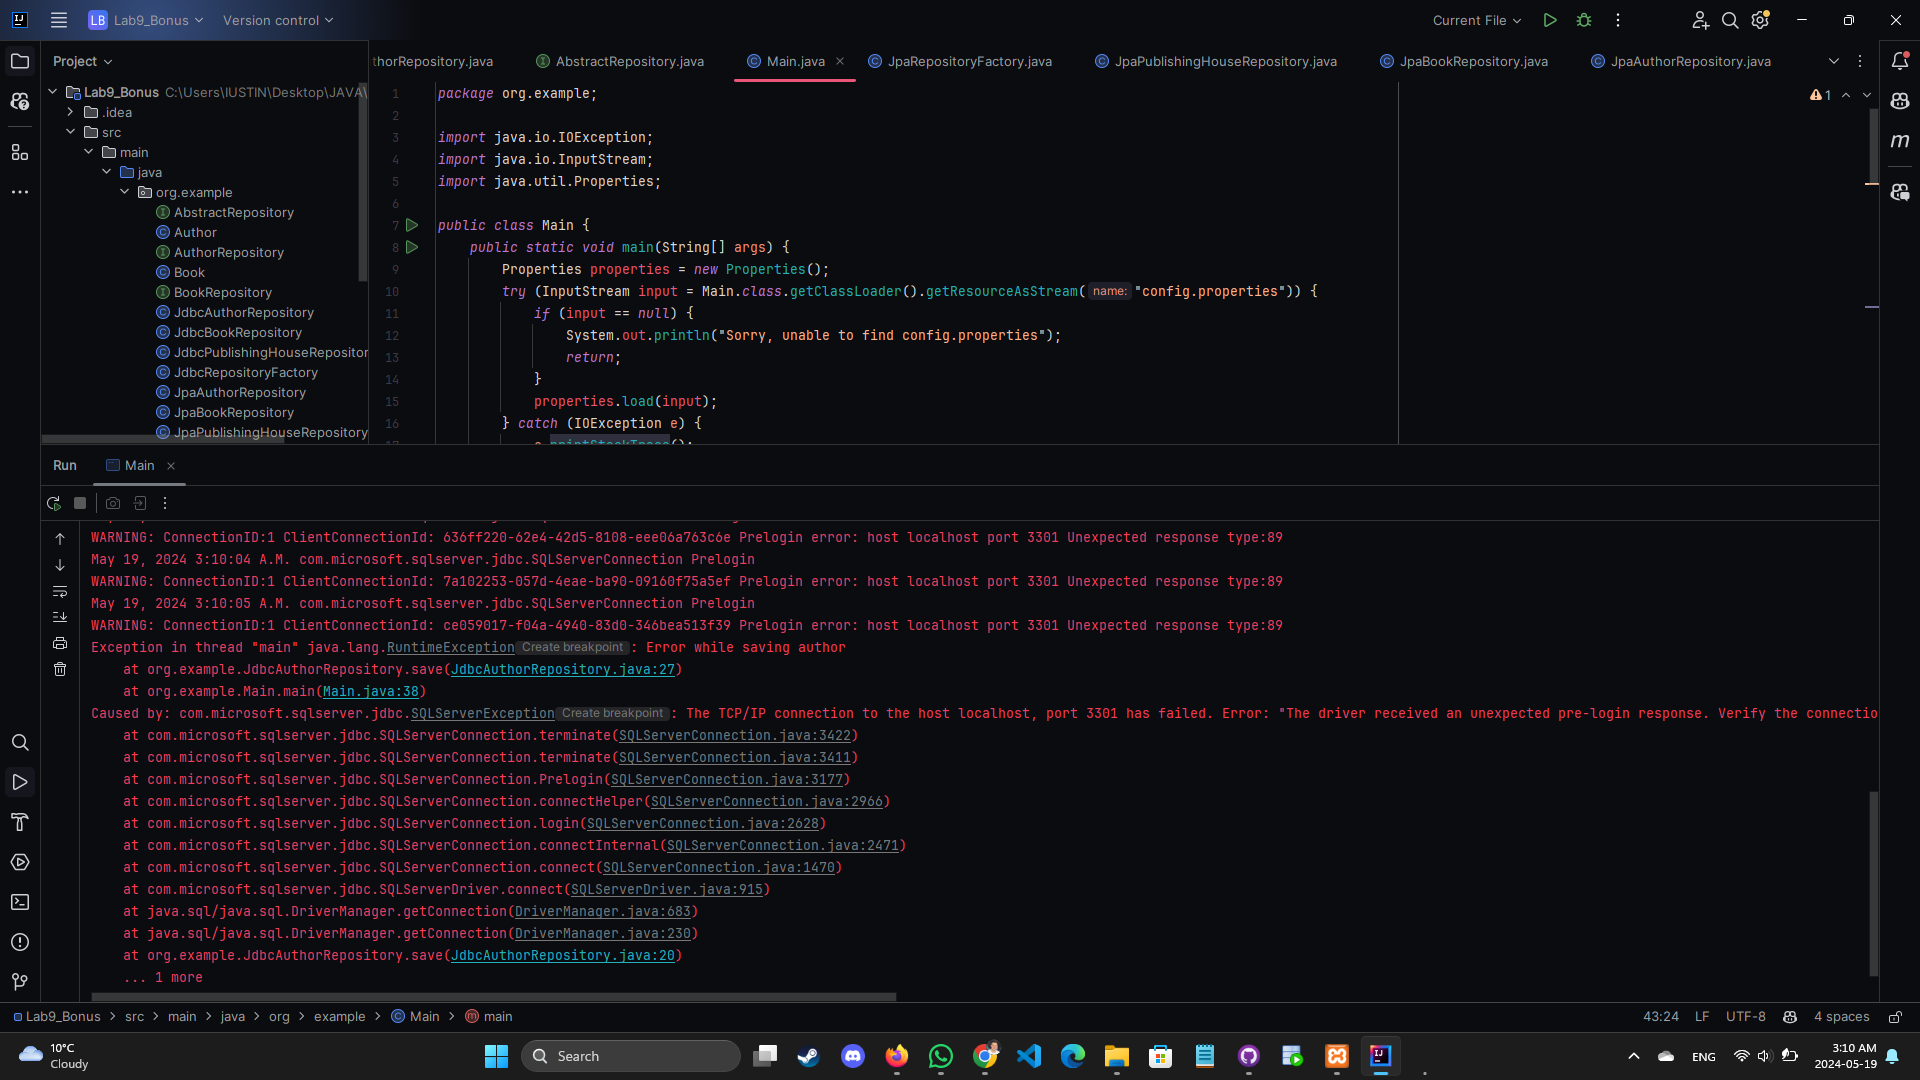 LB Lab9_Bonus Version control Current File
Project
thorRepository.java AbstractRepository.java Main.java JpaRepositoryFactory.java JpaPublishingHouseRepository.java JpaBookRepository.java JpaAuthorRepository.java
Lab9_Bonus C:\Users\IUSTIN\Desktop\JAVA\
.idea
src
main
java
org.example
AbstractRepository
Author
AuthorRepository
Book
BookRepository
JdbcAuthorRepository
JdbcBookRepository
JdbcPublishingHouseRepositor
JdbcRepositoryFactory
JpaAuthorRepository
JpaBookRepository
JpaPublishingHouseRepository
1 package org.example;
2
3 import java.io.IOException;
4 import java.io.InputStream;
5 import java.util.Properties;
6
7 public class Main {
8 public static void main(String[] args) {
9 Properties properties = new Properties();
10 try (InputStream input = Main.class.getClassLoader().getResourceAsStream( name: "config.properties")) {
11 if (input == null) {
12 System.out.println("Sorry, unable to find config.properties");
13 return;
14 }
15 properties.load(input);
16 } catch (IOException e) {
17 e.printStackTrace();
1
Run Main
WARNING: ConnectionID:1 ClientConnectionId: 636ff220-62e4-42d5-8108-eee06a763c6e Prelogin error: host localhost port 3301 Unexpected response type:89
May 19, 2024 3:10:04 A.M. com.microsoft.sqlserver.jdbc.SQLServerConnection Prelogin
WARNING: ConnectionID:1 ClientConnectionId: 7a102253-057d-4eae-ba90-09160f75a5ef Prelogin error: host localhost port 3301 Unexpected response type:89
May 19, 2024 3:10:05 A.M. com.microsoft.sqlserver.jdbc.SQLServerConnection Prelogin
WARNING: ConnectionID:1 ClientConnectionId: ce059017-f04a-4940-83d0-346bea513f39 Prelogin error: host localhost port 3301 Unexpected response type:89
Exception in thread "main" java.lang.RuntimeException Create breakpoint : Error while saving author
at org.example.JdbcAuthorRepository.save(JdbcAuthorRepository.java:27)
at org.example.Main.main(Main.java:38)
Caused by: com.microsoft.sqlserver.jdbc.SQLServerException Create breakpoint : The TCP/IP connection to the host localhost, port 3301 has failed. Error: "The driver received an unexpected pre-login response. Verify the connectio
at com.microsoft.sqlserver.jdbc.SQLServerConnection.terminate(SQLServerConnection.java:3422)
at com.microsoft.sqlserver.jdbc.SQLServerConnection.terminate(SQLServerConnection.java:3411)
at com.microsoft.sqlserver.jdbc.SQLServerConnection.Prelogin(SQLServerConnection.java:3177)
at com.microsoft.sqlserver.jdbc.SQLServerConnection.connectHelper(SQLServerConnection.java:2966)
at com.microsoft.sqlserver.jdbc.SQLServerConnection.login(SQLServerConnection.java:2628)
at com.microsoft.sqlserver.jdbc.SQLServerConnection.connectInternal(SQLServerConnection.java:2471)
at com.microsoft.sqlserver.jdbc.SQLServerConnection.connect(SQLServerConnection.java:1470)
at com.microsoft.sqlserver.jdbc.SQLServerDriver.connect(SQLServerDriver.java:915)
at java.sql/java.sql.DriverManager.getConnection(DriverManager.java:683)
at java.sql/java.sql.DriverManager.getConnection(DriverManager.java:230)
at org.example.JdbcAuthorRepository.save(JdbcAuthorRepository.java:20)
... 1 more
Lab9_Bonus > src > main > java > org > example > Main > main 43:24 LF UTF-8 4 spaces
10°C
Cloudy
Search
ENG
3:10 AM
2024-05-19